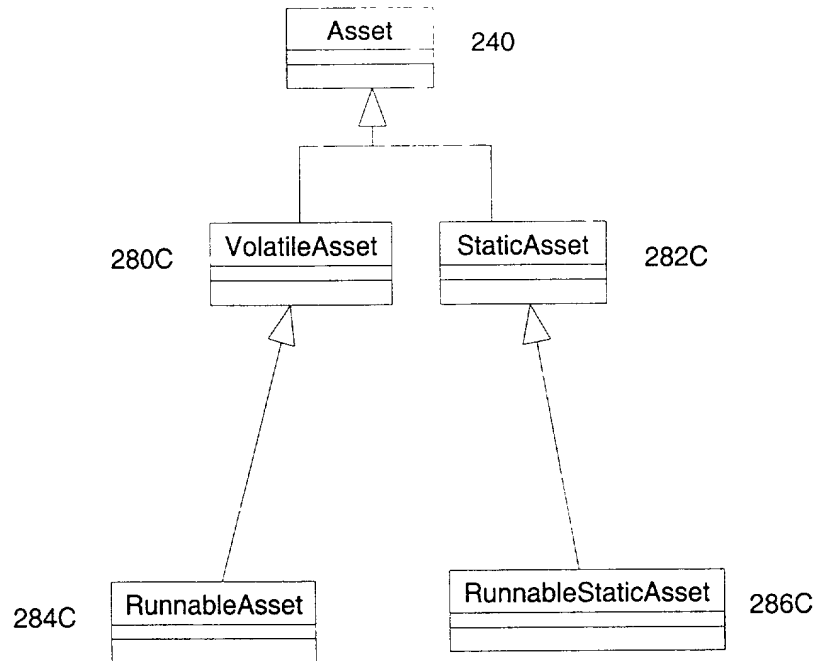 Asset
240
VolatileAsset
StaticAsset
280C
282C
RunnableAsset
RunnableStaticAsset
284C
286C